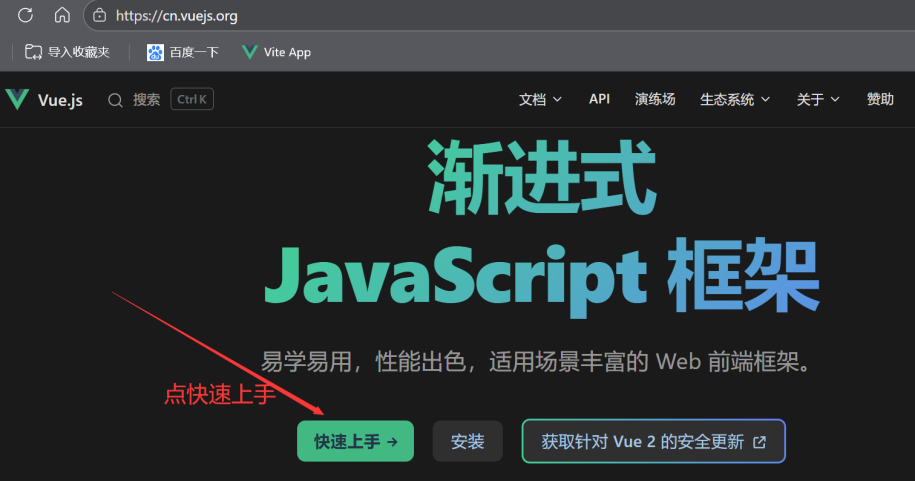 https://cn.vuejs.org
导入收藏夹 百度一下 Vite App
Vue.js 搜索 Ctrl K 文档 API 演练场 生态系统 关于 赞助
渐进式
JavaScript 框架
易学易用，性能出色，适用场景丰富的 Web 前端框架。
点快速上手
快速上手 → 安装 获取针对 Vue 2 的安全更新